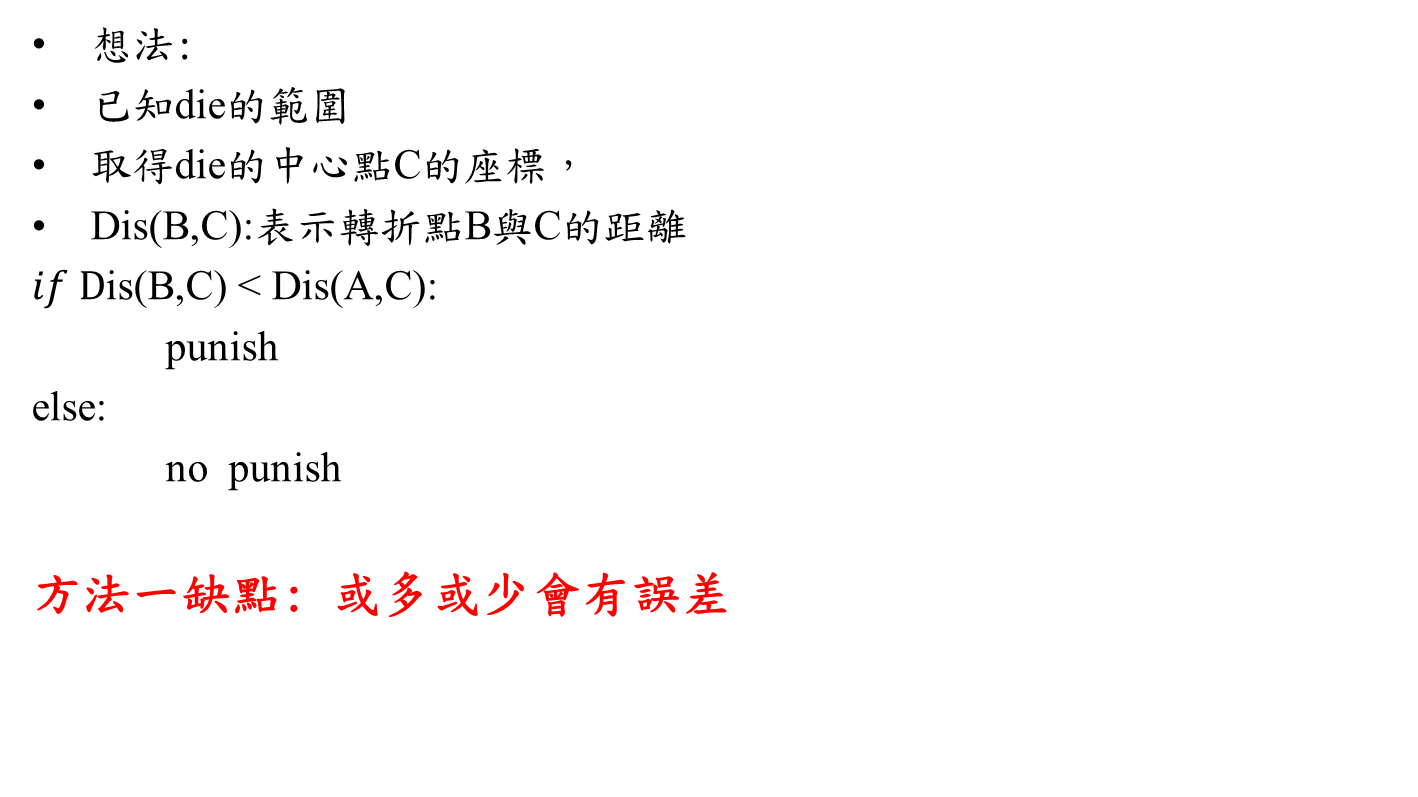 • 想法:
• 已知die的範圍
• 取得die的中心點C的座標，
• Dis(B,C):表示轉折點B與C的距離
𝑖𝑓 Dis(B,C) < Dis(A,C):
punish
else:
no punish
方法一缺點: 或多或少會有誤差